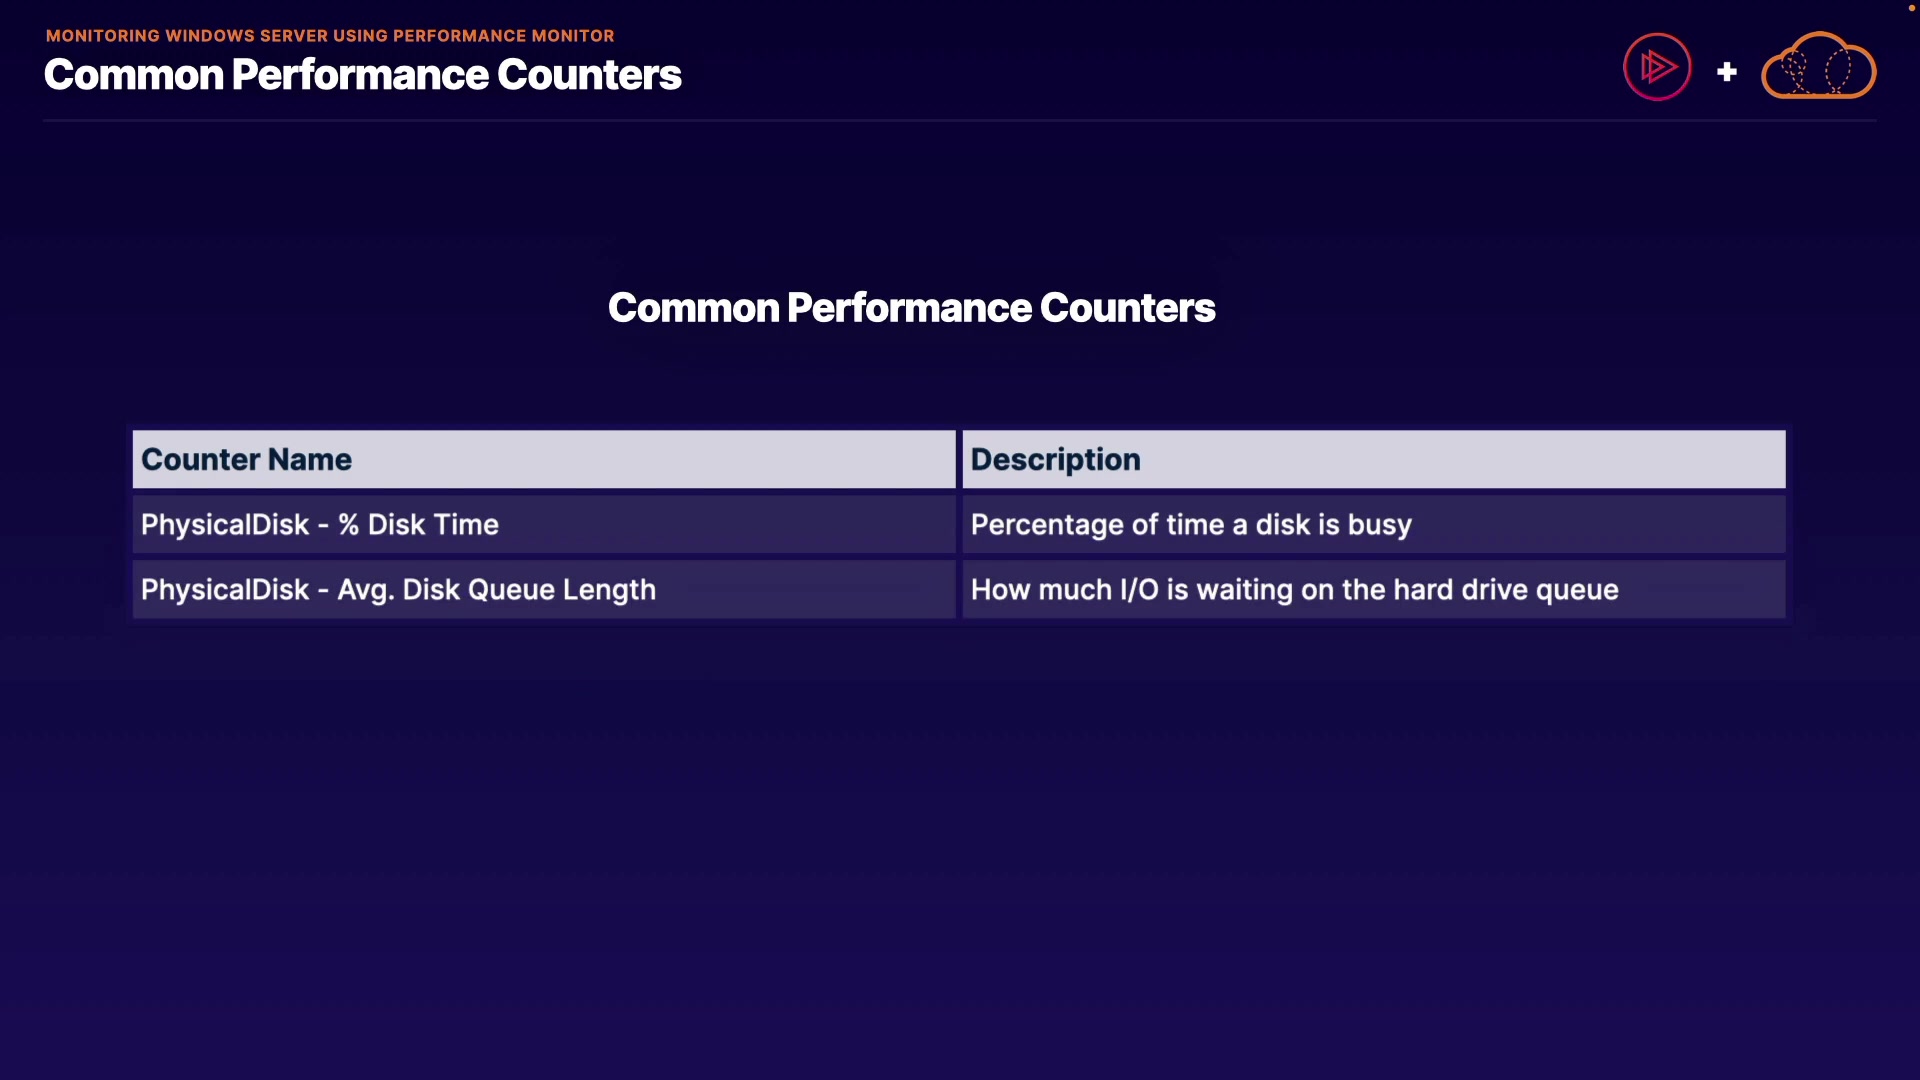 MONITORING WINDOWS SERVER USING PERFORMANCE MONITOR
Common Performance Counters
+
Common Performance Counters
Counter Name Description
PhysicalDisk - % Disk Time Percentage of time a disk is busy
PhysicalDisk - Avg. Disk Queue Length How much I/O is waiting on the hard drive queue